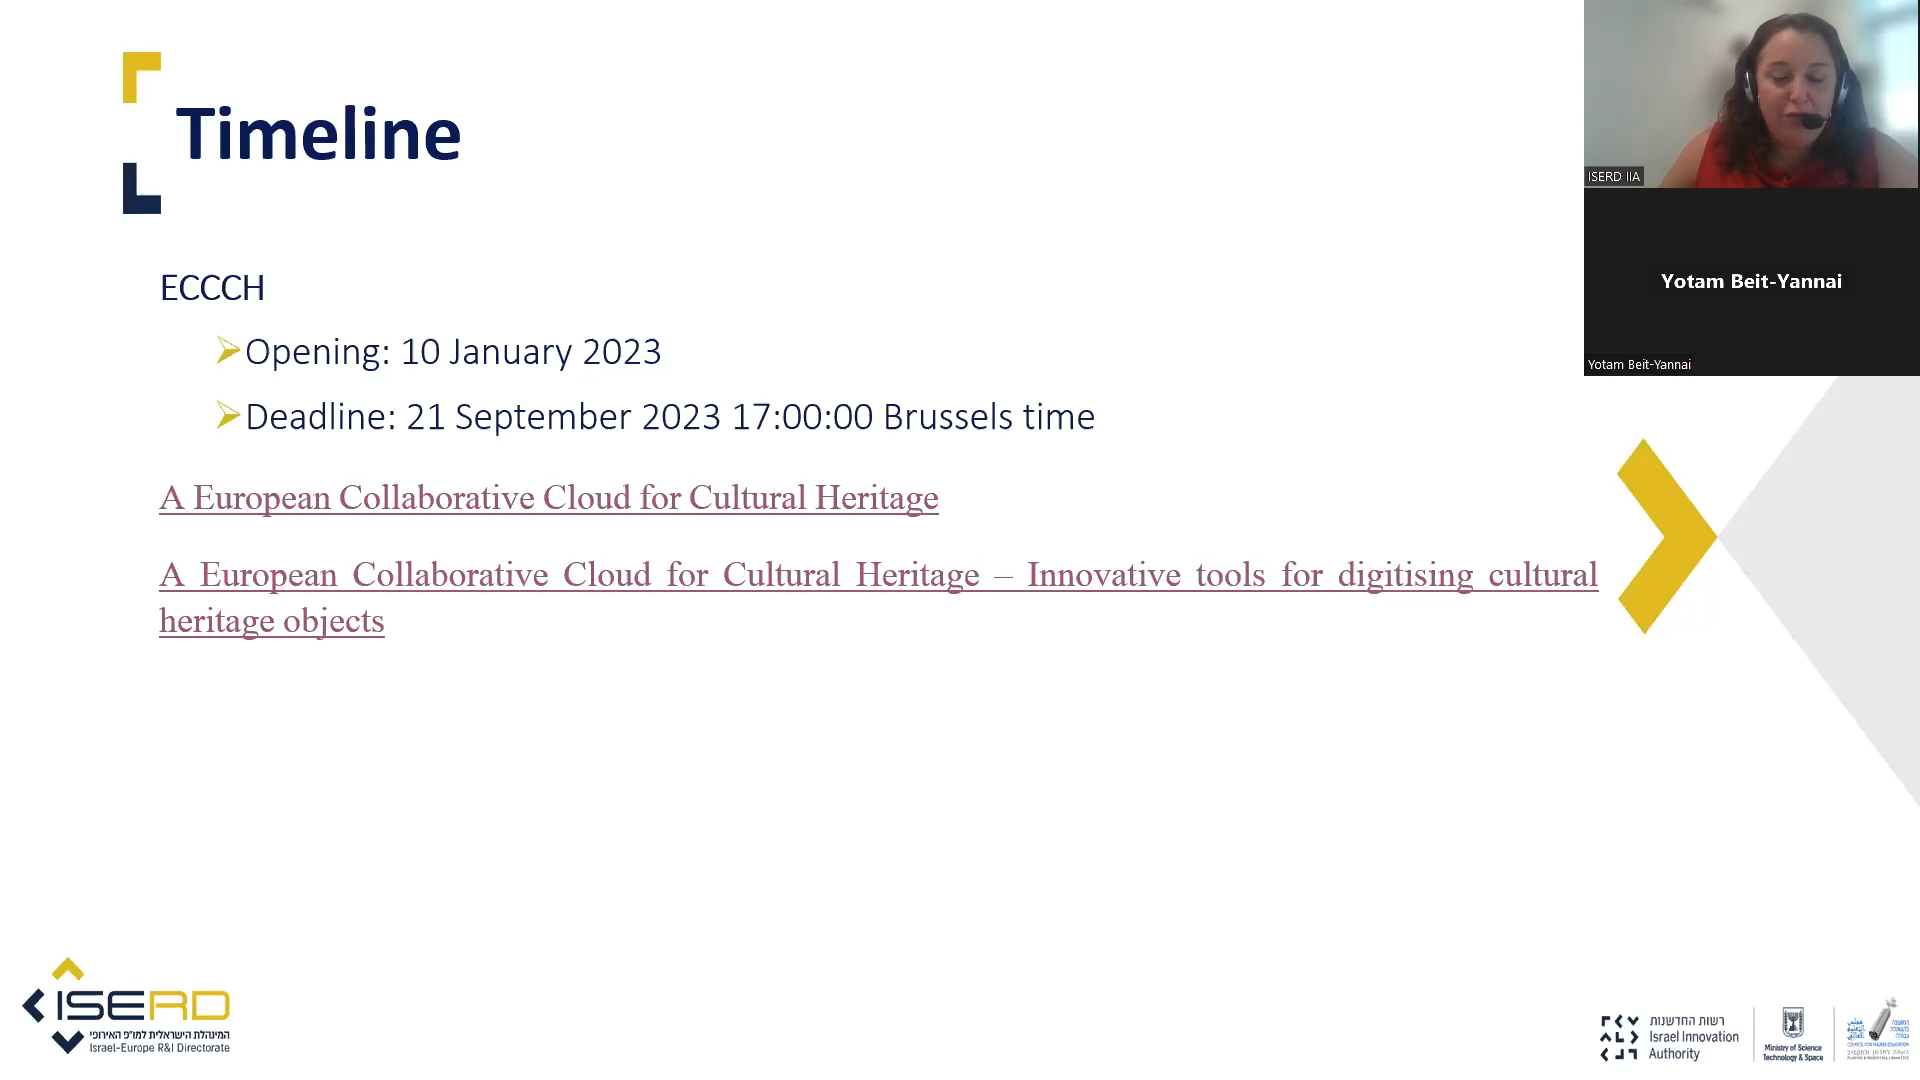 Timeline
ECCCH
Opening: 10 January 2023
Deadline: 21 September 2023 17:00:00 Brussels time
A European Collaborative Cloud for Cultural Heritage
A European Collaborative Cloud for Cultural Heritage – Innovative tools for digitising cultural
heritage objects
ISERD IIA
Yotam Beit-Yannai
Yotam Beit-Yannai
ISERD
המינהלת הישראלית למו״פ האירופי
Israel-Europe R&I Directorate
רשות החדשנות
Israel Innovation
Authority
Ministry of Science
Technology & Space